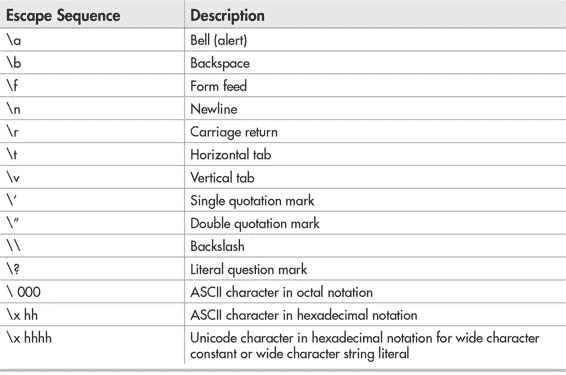 Escape Sequence Description
\a Bell (alert)
\b Backspace
\f Form feed
\n Newline
\r Carriage return
\t Horizontal tab
\v Vertical tab
\’ Single quotation mark
\” Double quotation mark
\\ Backslash
\? Literal question mark
\ 000 ASCII character in octal notation
\x hh ASCII character in hexadecimal notation
\x hhhh Unicode character in hexadecimal notation for wide character
constant or wide character string literal